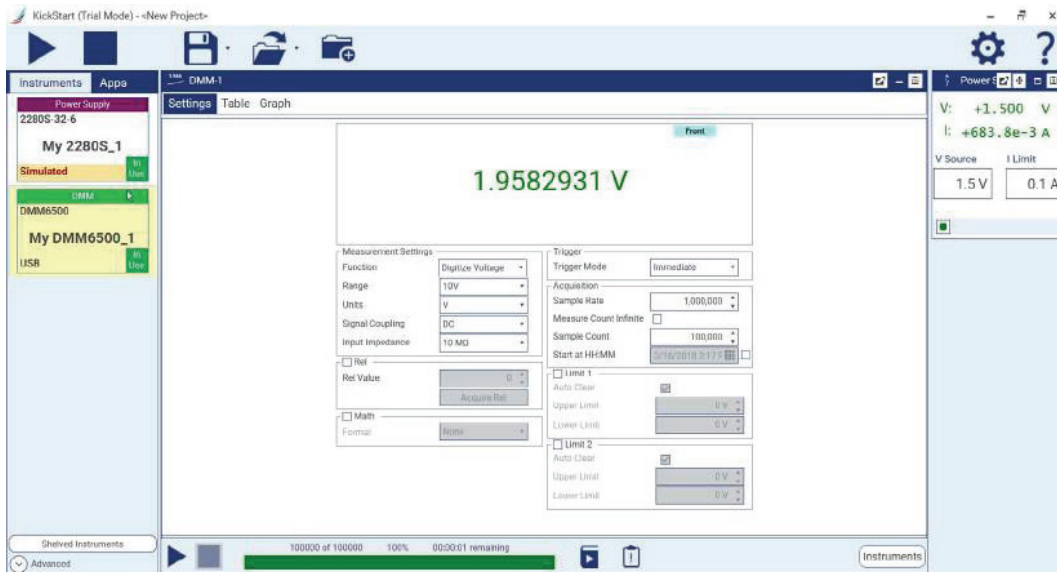 KickStart (Trial Mode) - <New Project>
Instruments Apps
Power Supply
2280S-32-6
My 2280S_1
Simulated
In Use
DMM
DMM6500
My DMM6500_1
USB
In Use
Shelved Instruments
Advanced
DMM-1
Settings Table Graph
Front
1.9582931 V
Measurement Settings
Function Digitize Voltage
Range 10V
Units V
Signal Coupling DC
Input Impedance 10 MΩ
Rel
Rel Value 0
Acquire Rel
Math
Format None
Trigger
Trigger Mode Immediate
Acquisition
Sample Rate 1,000,000
Measure Count Infinite
Sample Count 100,000
Start at HH:MM
Limit 1
Auto Clear
Upper Limit 0 V
Lower Limit 0 V
Limit 2
Auto Clear
Upper Limit 0 V
Lower Limit 0 V
100000 of 100000 - 100% 00:00:01 remaining
Instruments
Power S
V: +1.500 V
I: +683.8e-3 A
V Source I Limit
1.5 V 0.1 A